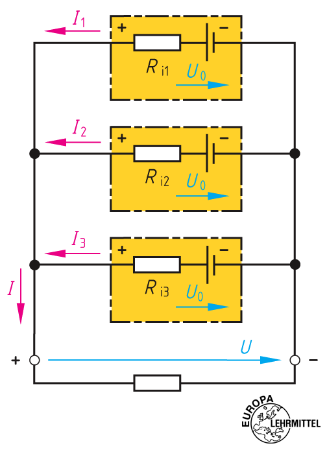 I1
+ −
Ri1
U0
I2
+ −
Ri2
U0
I3
+ −
Ri3
U0
I
U
+ −
EUROPA
LEHRMITTEL